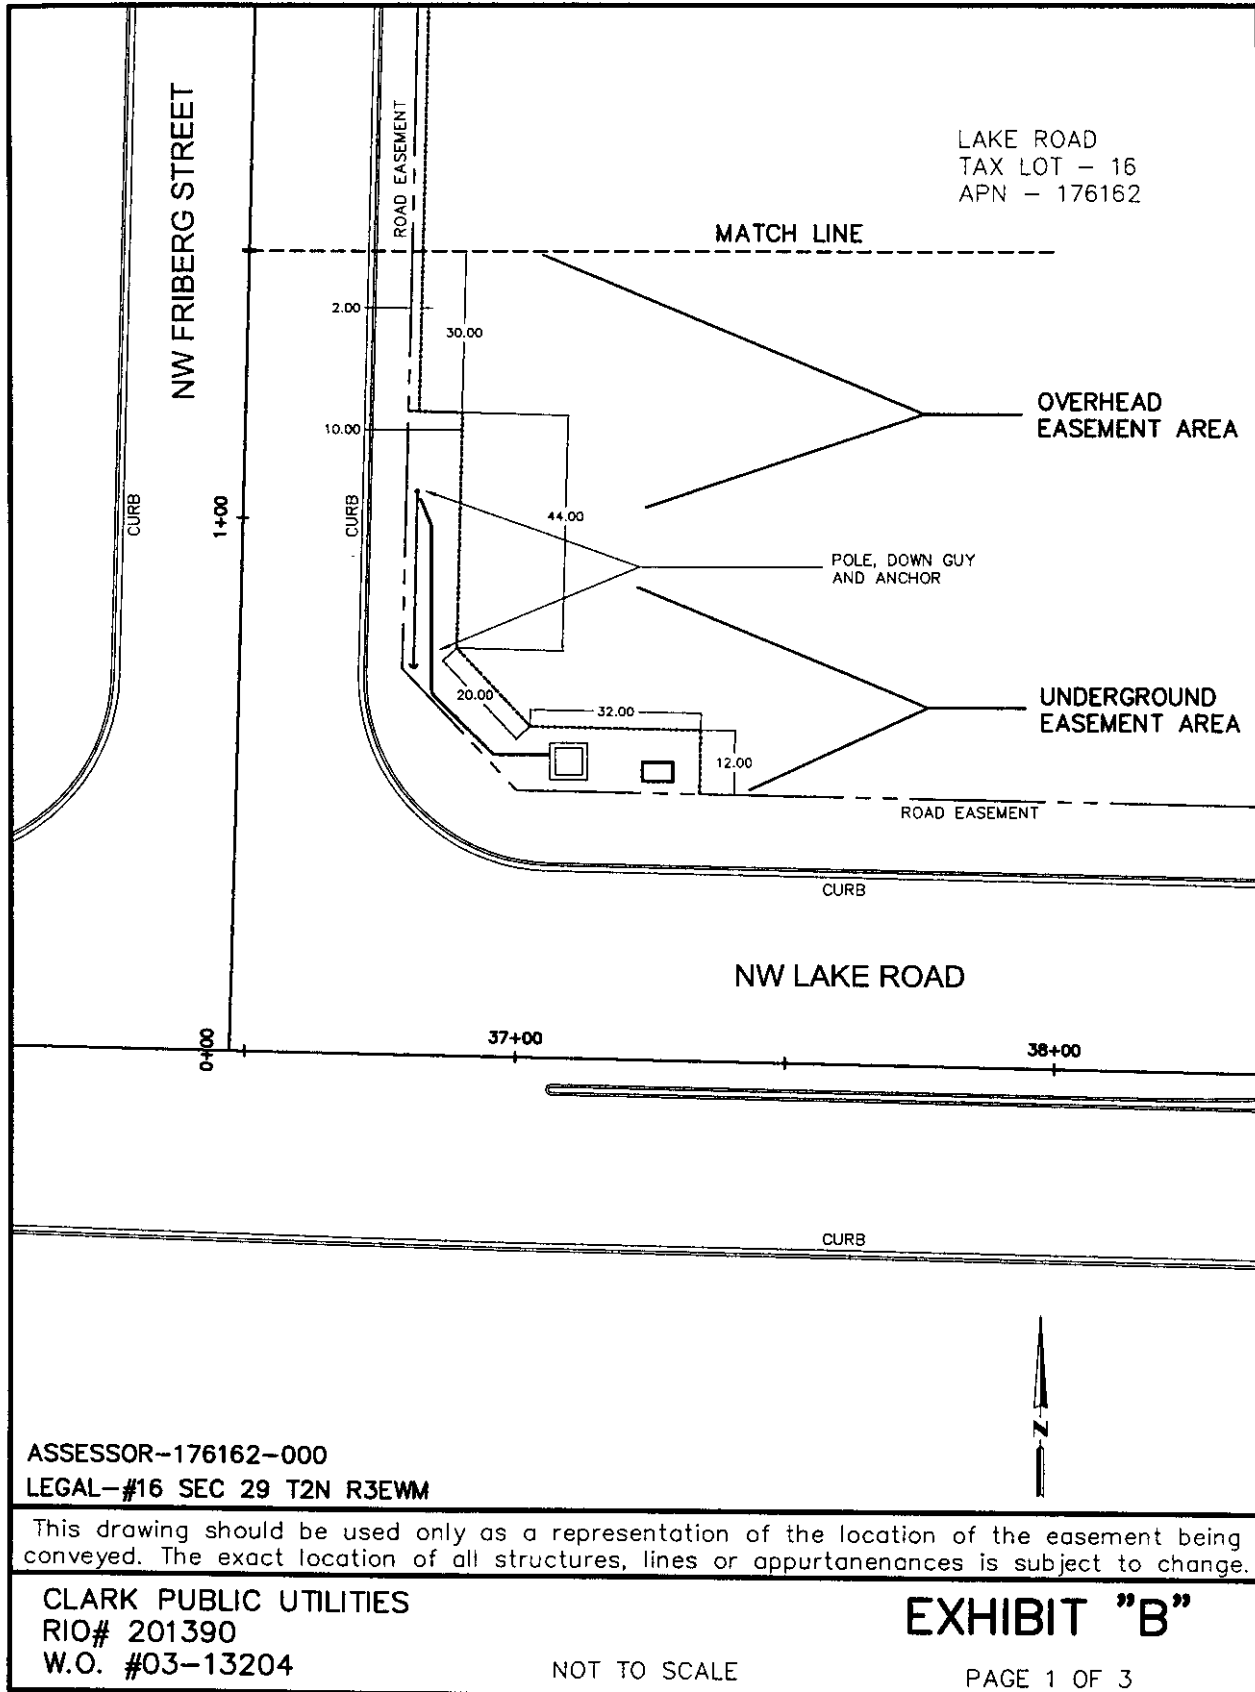 NW FRIBERG STREET
ROAD EASEMENT
LAKE ROAD
TAX LOT - 16
APN - 176162
MATCH LINE
2.00
30.00
10.00
OVERHEAD
EASEMENT AREA
CURB
1+00
CURB
44.00
POLE, DOWN GUY
AND ANCHOR
20.00
32.00
12.00
UNDERGROUND
EASEMENT AREA
ROAD EASEMENT
CURB
NW LAKE ROAD
0+00
37+00
38+00
CURB
N
ASSESSOR-176162-000
LEGAL-#16 SEC 29 T2N R3EWM
This drawing should be used only as a representation of the location of the easement being
conveyed. The exact location of all structures, lines or appurtanenances is subject to change.
CLARK PUBLIC UTILITIES
RIO# 201390
W.O. #03-13204
NOT TO SCALE
EXHIBIT "B"
PAGE 1 OF 3